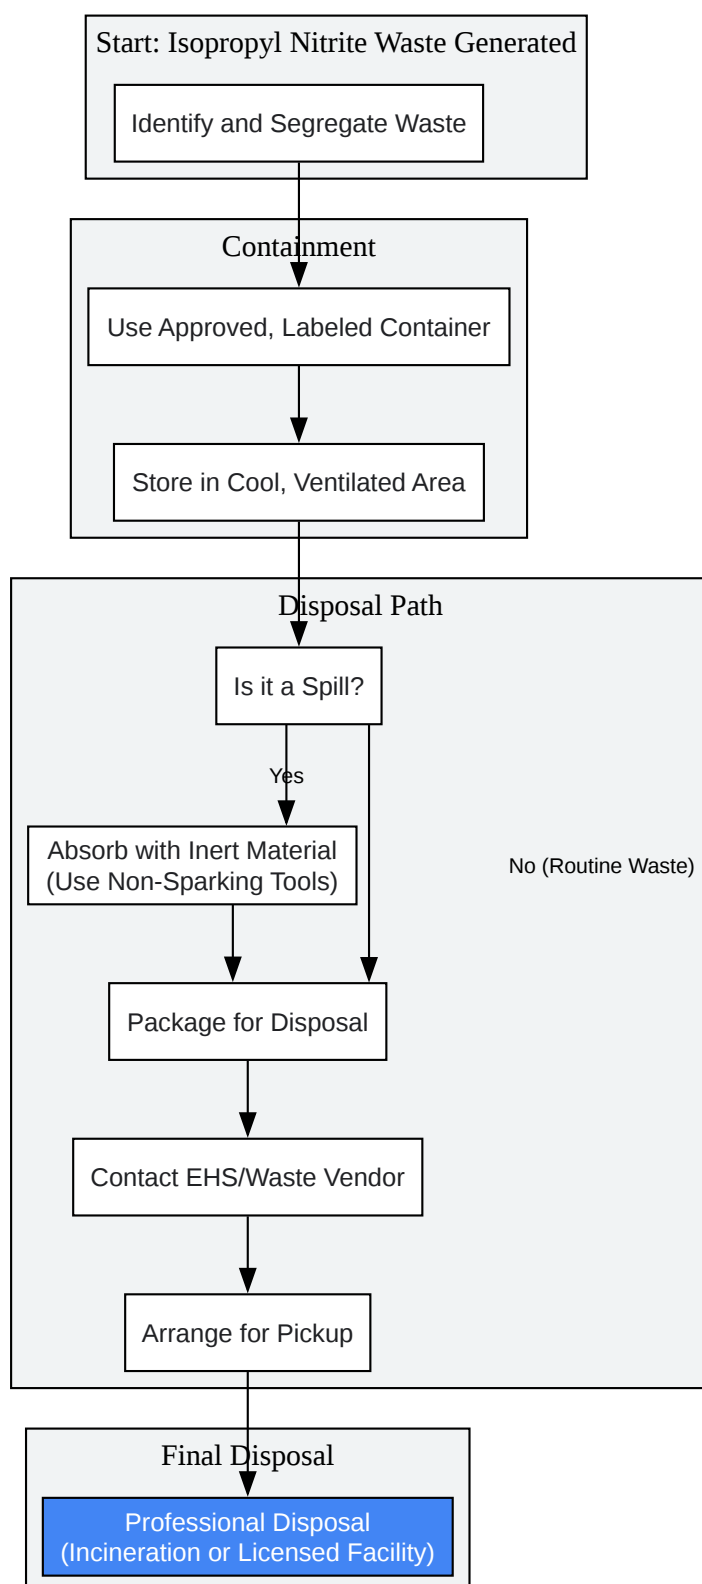 Start: Isopropyl Nitrite Waste Generated
Identify and Segregate Waste
Containment
Use Approved, Labeled Container
Store in Cool, Ventilated Area
Disposal Path
Is it a Spill?
Yes
Absorb with Inert Material
(Use Non-Sparking Tools)
No (Routine Waste)
Package for Disposal
Contact EHS/Waste Vendor
Arrange for Pickup
Final Disposal
Professional Disposal
(Incineration or Licensed Facility)